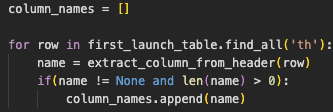 column_names = []

for row in first_launch_table.find_all('th'):
    name = extract_column_from_header(row)
    if(name != None and len(name) > 0):
        column_names.append(name)